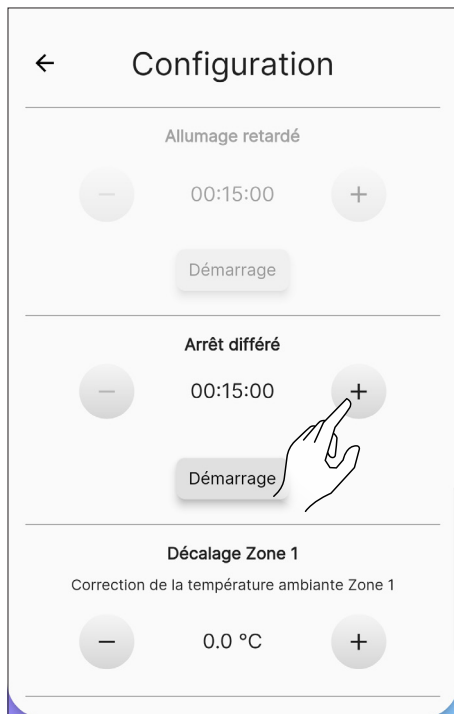 Configuration
Allumage retardé
00:15:00
Démarrage
Arrêt différé
00:15:00
Démarrage
Décalage Zone 1
Correction de la température ambiante Zone 1
0.0 °C